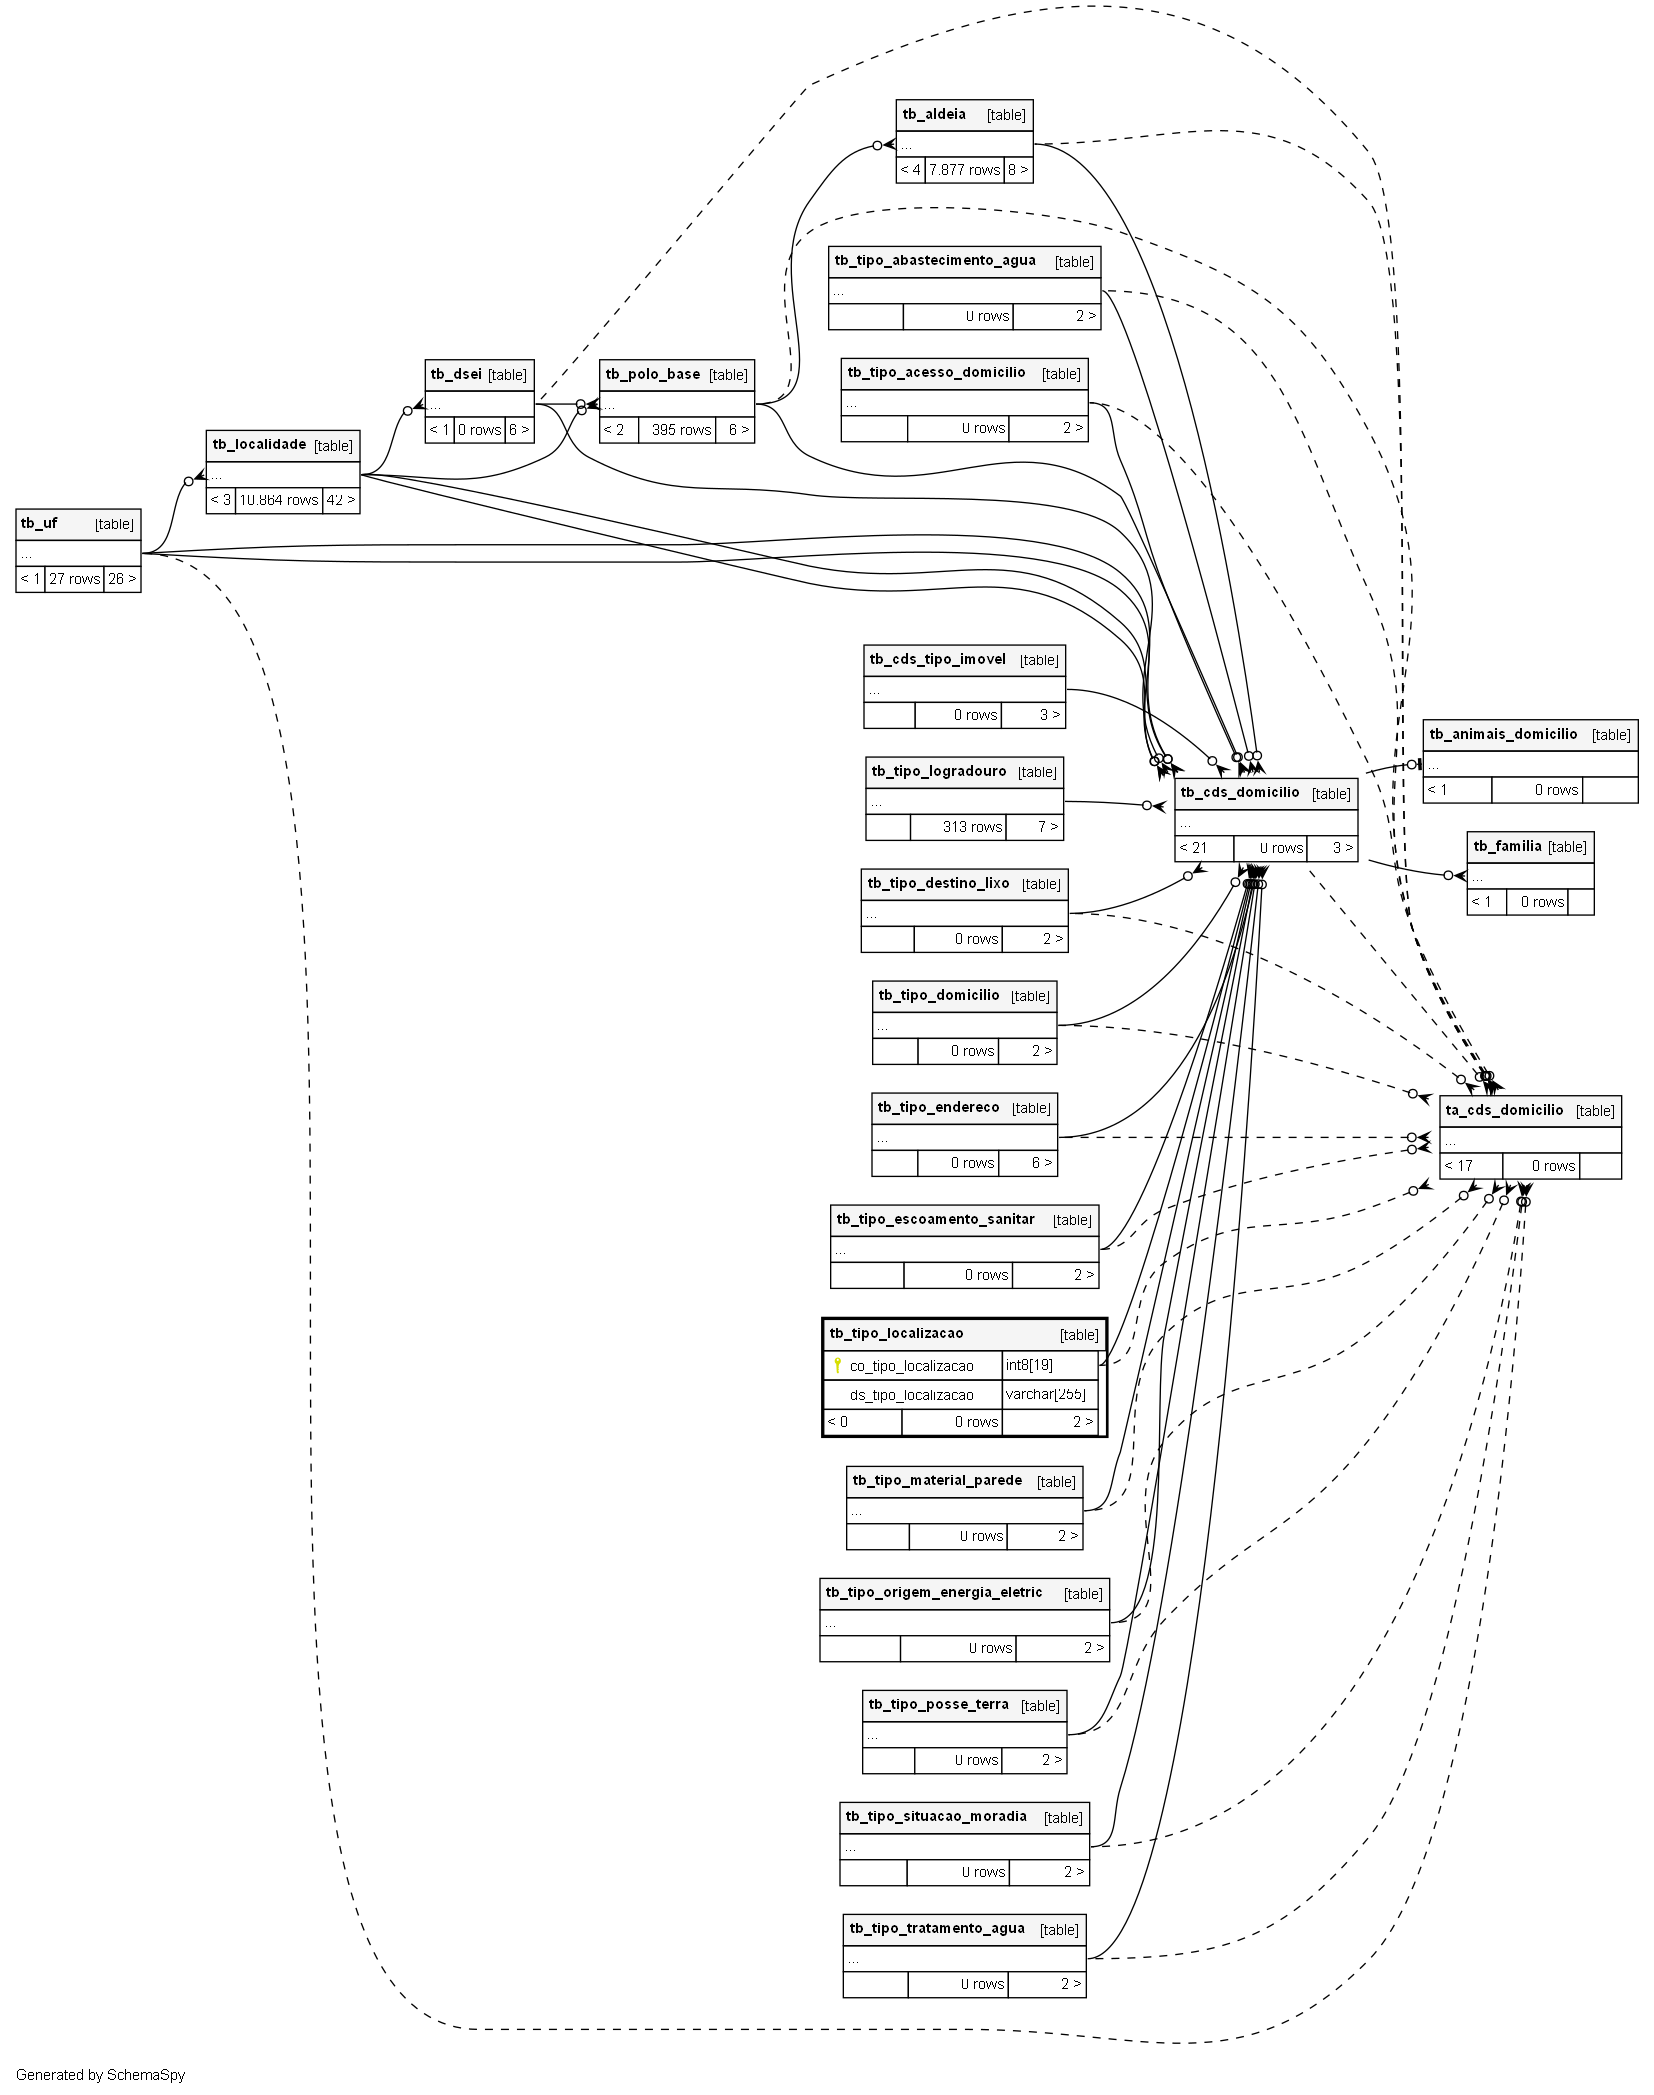 tb_aldeia [table]
...
< 4 7.877 rows 8 >
tb_tipo_abastecimento_agua [table]
...
0 rows 2 >
tb_tipo_acesso_domicilio [table]
...
0 rows 2 >
tb_dsei [table]
...
< 1 0 rows 6 >
tb_polo_base [table]
...
< 2 395 rows 6 >
tb_localidade [table]
...
< 3 10.864 rows 42 >
tb_uf [table]
...
< 1 27 rows 26 >
tb_cds_tipo_imovel [table]
...
0 rows 3 >
tb_tipo_logradouro [table]
...
313 rows 7 >
tb_cds_domicilio [table]
...
< 21 0 rows 3 >
tb_animais_domicilio [table]
...
< 1 0 rows
tb_familia [table]
...
< 1 0 rows
tb_tipo_destino_lixo [table]
...
0 rows 2 >
tb_tipo_domicilio [table]
...
0 rows 2 >
tb_tipo_endereco [table]
...
0 rows 6 >
ta_cds_domicilio [table]
...
< 17 0 rows
tb_tipo_escoamento_sanitar [table]
...
0 rows 2 >
tb_tipo_localizacao [table]
co_tipo_localizacao int8[19]
ds_tipo_localizacao varchar[255]
< 0 0 rows 2 >
tb_tipo_material_parede [table]
...
0 rows 2 >
tb_tipo_origem_energia_eletric [table]
...
0 rows 2 >
tb_tipo_posse_terra [table]
...
0 rows 2 >
tb_tipo_situacao_moradia [table]
...
0 rows 2 >
tb_tipo_tratamento_agua [table]
...
0 rows 2 >
Generated by SchemaSpy